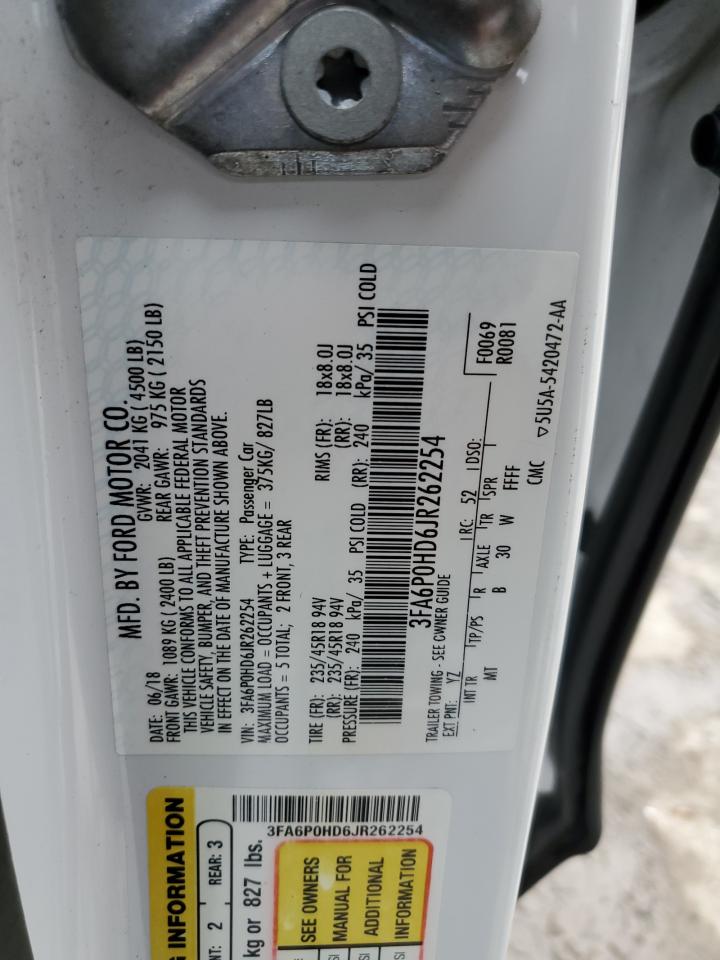 MFD. BY FORD MOTOR CO.
DATE: 06/18 GVWR: 2041 KG ( 4500 LB)
FRONT GAWR: 1089 KG ( 2400 LB) REAR GAWR: 975 KG ( 2150 LB)
THIS VEHICLE CONFORMS TO ALL APPLICABLE FEDERAL MOTOR
VEHICLE SAFETY, BUMPER, AND THEFT PREVENTION STANDARDS
IN EFFECT ON THE DATE OF MANUFACTURE SHOWN ABOVE.
VIN: 3FA6P0HD6JR262254 TYPE: Passenger Car
MAXIMUM LOAD = OCCUPANTS + LUGGAGE = 375KG/ 827LB
OCCUPANTS = 5 TOTAL; 2 FRONT, 3 REAR
TIRE (FR): 235/45R18 94V RIMS (FR): 18x8.0J
(RR): 235/45R18 94V (RR): 18x8.0J
PRESSURE (FR): 240 kPa/ 35 PSI COLD (RR): 240 kPa/ 35 PSI COLD
3FA6P0HD6JR262254
TRAILER TOWING - SEE OWNER GUIDE
EXT PNT: YZ RC: 52 DSO:
INT TR TP/PS R AXLE TR SPR
MT B 30 W FFFF
F0069
R0081
CMC ▽5U5A-5420472-AA
G INFORMATION
NT: 2 REAR: 3
kg or 827 lbs.
3FA6P0HD6JR262254
SEE OWNERS
MANUAL FOR
ADDITIONAL
INFORMATION